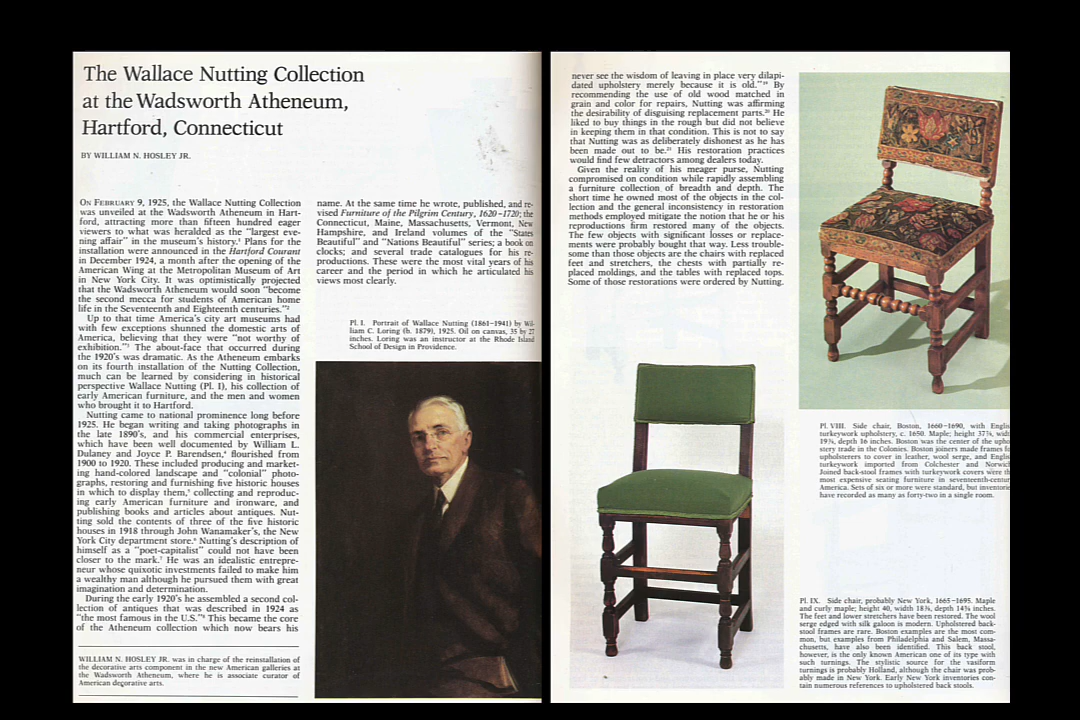 The Wallace Nutting Collection
at the Wadsworth Atheneum,
Hartford, Connecticut
BY WILLIAM N. HOSLEY JR.
ON FEBRUARY 9, 1925, the Wallace Nutting Collection
was unveiled at the Wadsworth Atheneum in Hart-
ford, attracting more than fifteen hundred eager
viewers to what was heralded as the "largest eve-
ning affair" in the museum's history.¹ Plans for the
installation were announced in the Hartford Courant
in December 1924, a month after the opening of the
American Wing at the Metropolitan Museum of Art
in New York City. It was optimistically projected
that the Wadsworth Atheneum would soon "become
the second mecca for students of American home
life in the Seventeenth and Eighteenth centuries."²
Up to that time America's city art museums had
with few exceptions shunned the domestic arts of
America, believing that they were "not worthy of
exhibition."³ The about-face that occurred during
the 1920's was dramatic. As the Atheneum embarks
on its fourth installation of the Nutting Collection,
much can be learned by considering in historical
perspective Wallace Nutting (Pl. I), his collection of
early American furniture, and the men and women
who brought it to Hartford.
Nutting came to national prominence long before
1925. He began writing and taking photographs in
the late 1890's, and his commercial enterprises,
which have been well documented by William L.
Dulaney and Joyce P. Barendsen,⁴ flourished from
1900 to 1920. These included producing and market-
ing hand-colored landscape and "colonial" photo-
graphs, restoring and furnishing five historic houses
in which to display them,⁵ collecting and reproduc-
ing early American furniture and ironware, and
publishing books and articles about antiques. Nut-
ting sold the contents of three of the five historic
houses in 1918 through John Wanamaker's, the New
York City department store.⁶ Nutting's description of
himself as a "poet-capitalist" could not have been
closer to the mark.⁷ He was an idealistic entrepre-
neur whose quixotic investments failed to make him
a wealthy man although he pursued them with great
imagination and determination.
During the early 1920's he assembled a second col-
lection of antiques that was described in 1924 as
"the most famous in the U.S."⁸ This became the core
of the Atheneum collection which now bears his
WILLIAM N. HOSLEY JR. was in charge of the reinstallation of
the decorative arts component in the new American galleries at
the Wadsworth Atheneum, where he is associate curator of
American decorative arts.
name. At the same time he wrote, published, and re-
vised Furniture of the Pilgrim Century, 1620–1720; the
Connecticut, Maine, Massachusetts, Vermont, New
Hampshire, and Ireland volumes of the "States
Beautiful" and "Nations Beautiful" series; a book on
clocks; and several trade catalogues for his re-
productions. These were the most vital years of his
career and the period in which he articulated his
views most clearly.
Pl. I. Portrait of Wallace Nutting (1861–1941) by Wil-
liam C. Loring (b. 1879), 1925. Oil on canvas, 35 by 27
inches. Loring was an instructor at the Rhode Island
School of Design in Providence.
never see the wisdom of leaving in place very dilapi-
dated upholstery merely because it is old."¹⁹ By
recommending the use of old wood matched in
grain and color for repairs, Nutting was affirming
the desirability of disguising replacement parts.²⁰ He
liked to buy things in the rough but did not believe
in keeping them in that condition. This is not to say
that Nutting was as deliberately dishonest as he has
been made out to be.²¹ His restoration practices
would find few detractors among dealers today.
Given the reality of his meager purse, Nutting
compromised on condition while rapidly assembling
a furniture collection of breadth and depth. The
short time he owned most of the objects in the col-
lection and the general inconsistency in restoration
methods employed mitigate the notion that he or his
reproductions firm restored many of the objects.
The few objects with significant losses or replace-
ments were probably bought that way. Less trouble-
some than those objects are the chairs with replaced
feet and stretchers, the chests with partially re-
placed moldings, and the tables with replaced tops.
Some of those restorations were ordered by Nutting.
Pl. VIII. Side chair, Boston, 1660–1690, with Englis
turkeywork upholstery, c. 1650. Maple; height 37¾, widt
19¾, depth 16 inches. Boston was the center of the upho
stery trade in the Colonies. Boston joiners made frames fo
upholsterers to cover in leather, wool serge, and Englis
turkeywork imported from Colchester and Norwich
Joined back-stool frames with turkeywork covers were th
most expensive seating furniture in seventeenth-centur
America. Sets of six or more were standard, but inventorie
have recorded as many as forty-two in a single room.
Pl. IX. Side chair, probably New York, 1665–1695. Maple
and curly maple; height 40, width 18¾, depth 14¾ inches.
The feet and lower stretchers have been restored. The wool
serge edged with silk galoon is modern. Upholstered back-
stool frames are rare. Boston examples are the most com-
mon, but examples from Philadelphia and Salem, Massa-
chusetts, have also been identified. This back stool,
however, is the only known American one of its type with
such turnings. The stylistic source for the vasiform
turnings is probably Holland, although the chair was prob-
ably made in New York. Early New York inventories con-
tain numerous references to upholstered back stools.